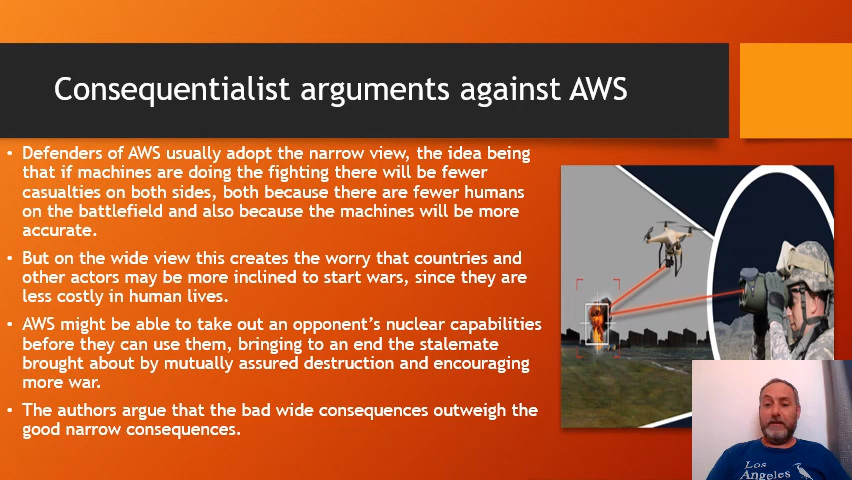 Consequentialist arguments against AWS
• Defenders of AWS usually adopt the narrow view, the idea being
that if machines are doing the fighting there will be fewer
casualties on both sides, both because there are fewer humans
on the battlefield and also because the machines will be more
accurate.
• But on the wide view this creates the worry that countries and
other actors may be more inclined to start wars, since they are
less costly in human lives.
• AWS might be able to take out an opponent’s nuclear capabilities
before they can use them, bringing to an end the stalemate
brought about by mutually assured destruction and encouraging
more war.
• The authors argue that the bad wide consequences outweigh the
good narrow consequences.
Los
Angeles